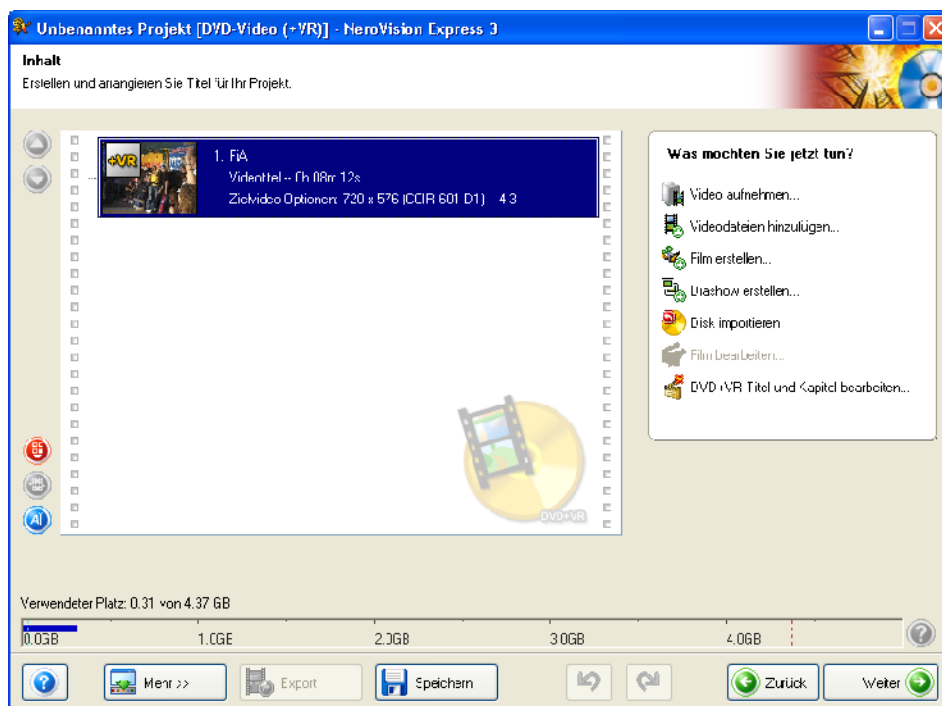 Unbenanntes Projekt [DVD-Video (+VR)] - NeroVision Express 3
Inhalt
Erstellen und arrangieren Sie Titel für Ihr Projekt.
+VR
1. FiA
Videotitel -- 0h 08m 12s
Zielvideo Optionen: 720 x 576 (CCIR 601 D1) 4:3
DVD+VR
Was möchten Sie jetzt tun?
Video aufnehmen...
Videodateien hinzufügen...
Film erstellen...
Diashow erstellen...
Disk importieren
Film bearbeiten...
DVD+VR Titel und Kapitel bearbeiten...
Verwendeter Platz: 0.31 von 4.37 GB
0.0GB 1.0GB 2.0GB 3.0GB 4.0GB
Mehr >>
Export
Speichern
Zurück
Weiter